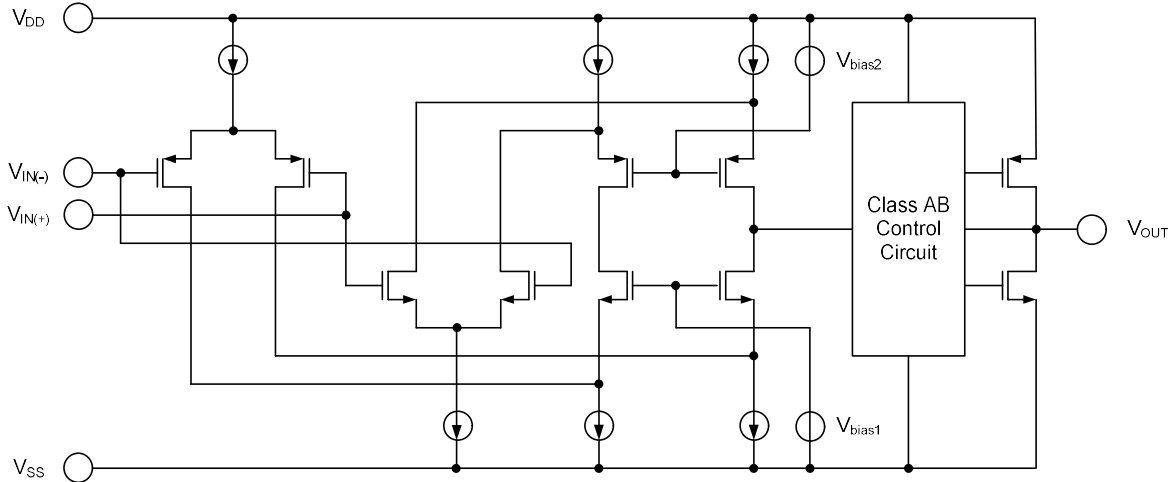 VDD
Vbias2
VIN(-)
VIN(+)
Class AB
Control
Circuit
VOUT
Vbias1
VSS